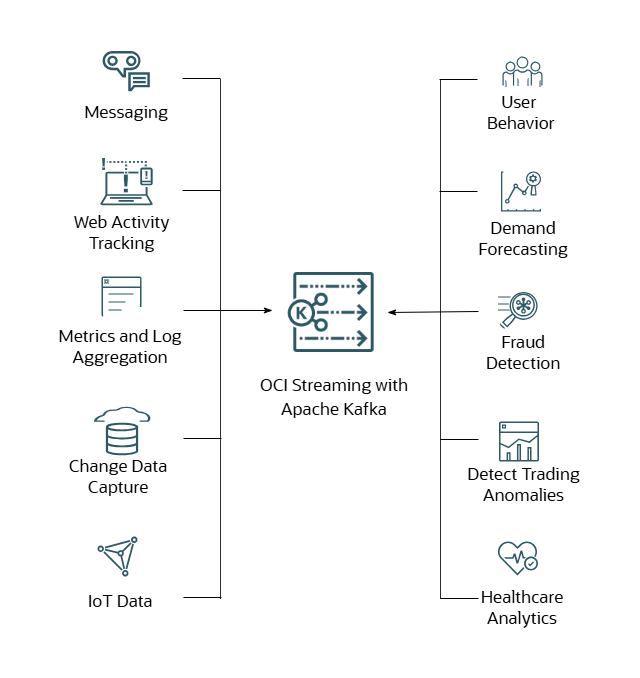 Messaging
Web Activity
Tracking
Metrics and Log
Aggregation
Change Data
Capture
IoT Data
K
OCI Streaming with
Apache Kafka
User
Behavior
Demand
Forecasting
Fraud
Detection
Detect Trading
Anomalies
Healthcare
Analytics